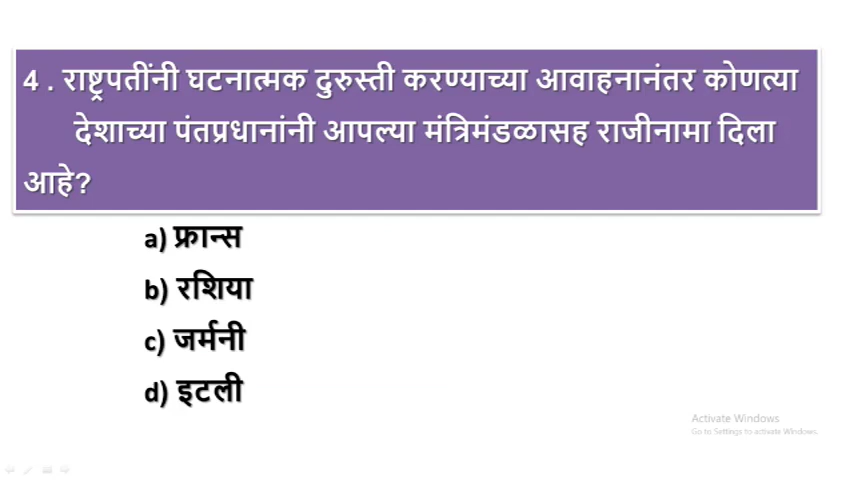 4 . राष्ट्रपतींनी घटनात्मक दुरुस्ती करण्याच्या आवाहनानंतर कोणत्या
देशाच्या पंतप्रधानांनी आपल्या मंत्रिमंडळासह राजीनामा दिला
आहे?
a) फ्रान्स
b) रशिया
c) जर्मनी
d) इटली
Activate Windows
Go to Settings to activate Windows.